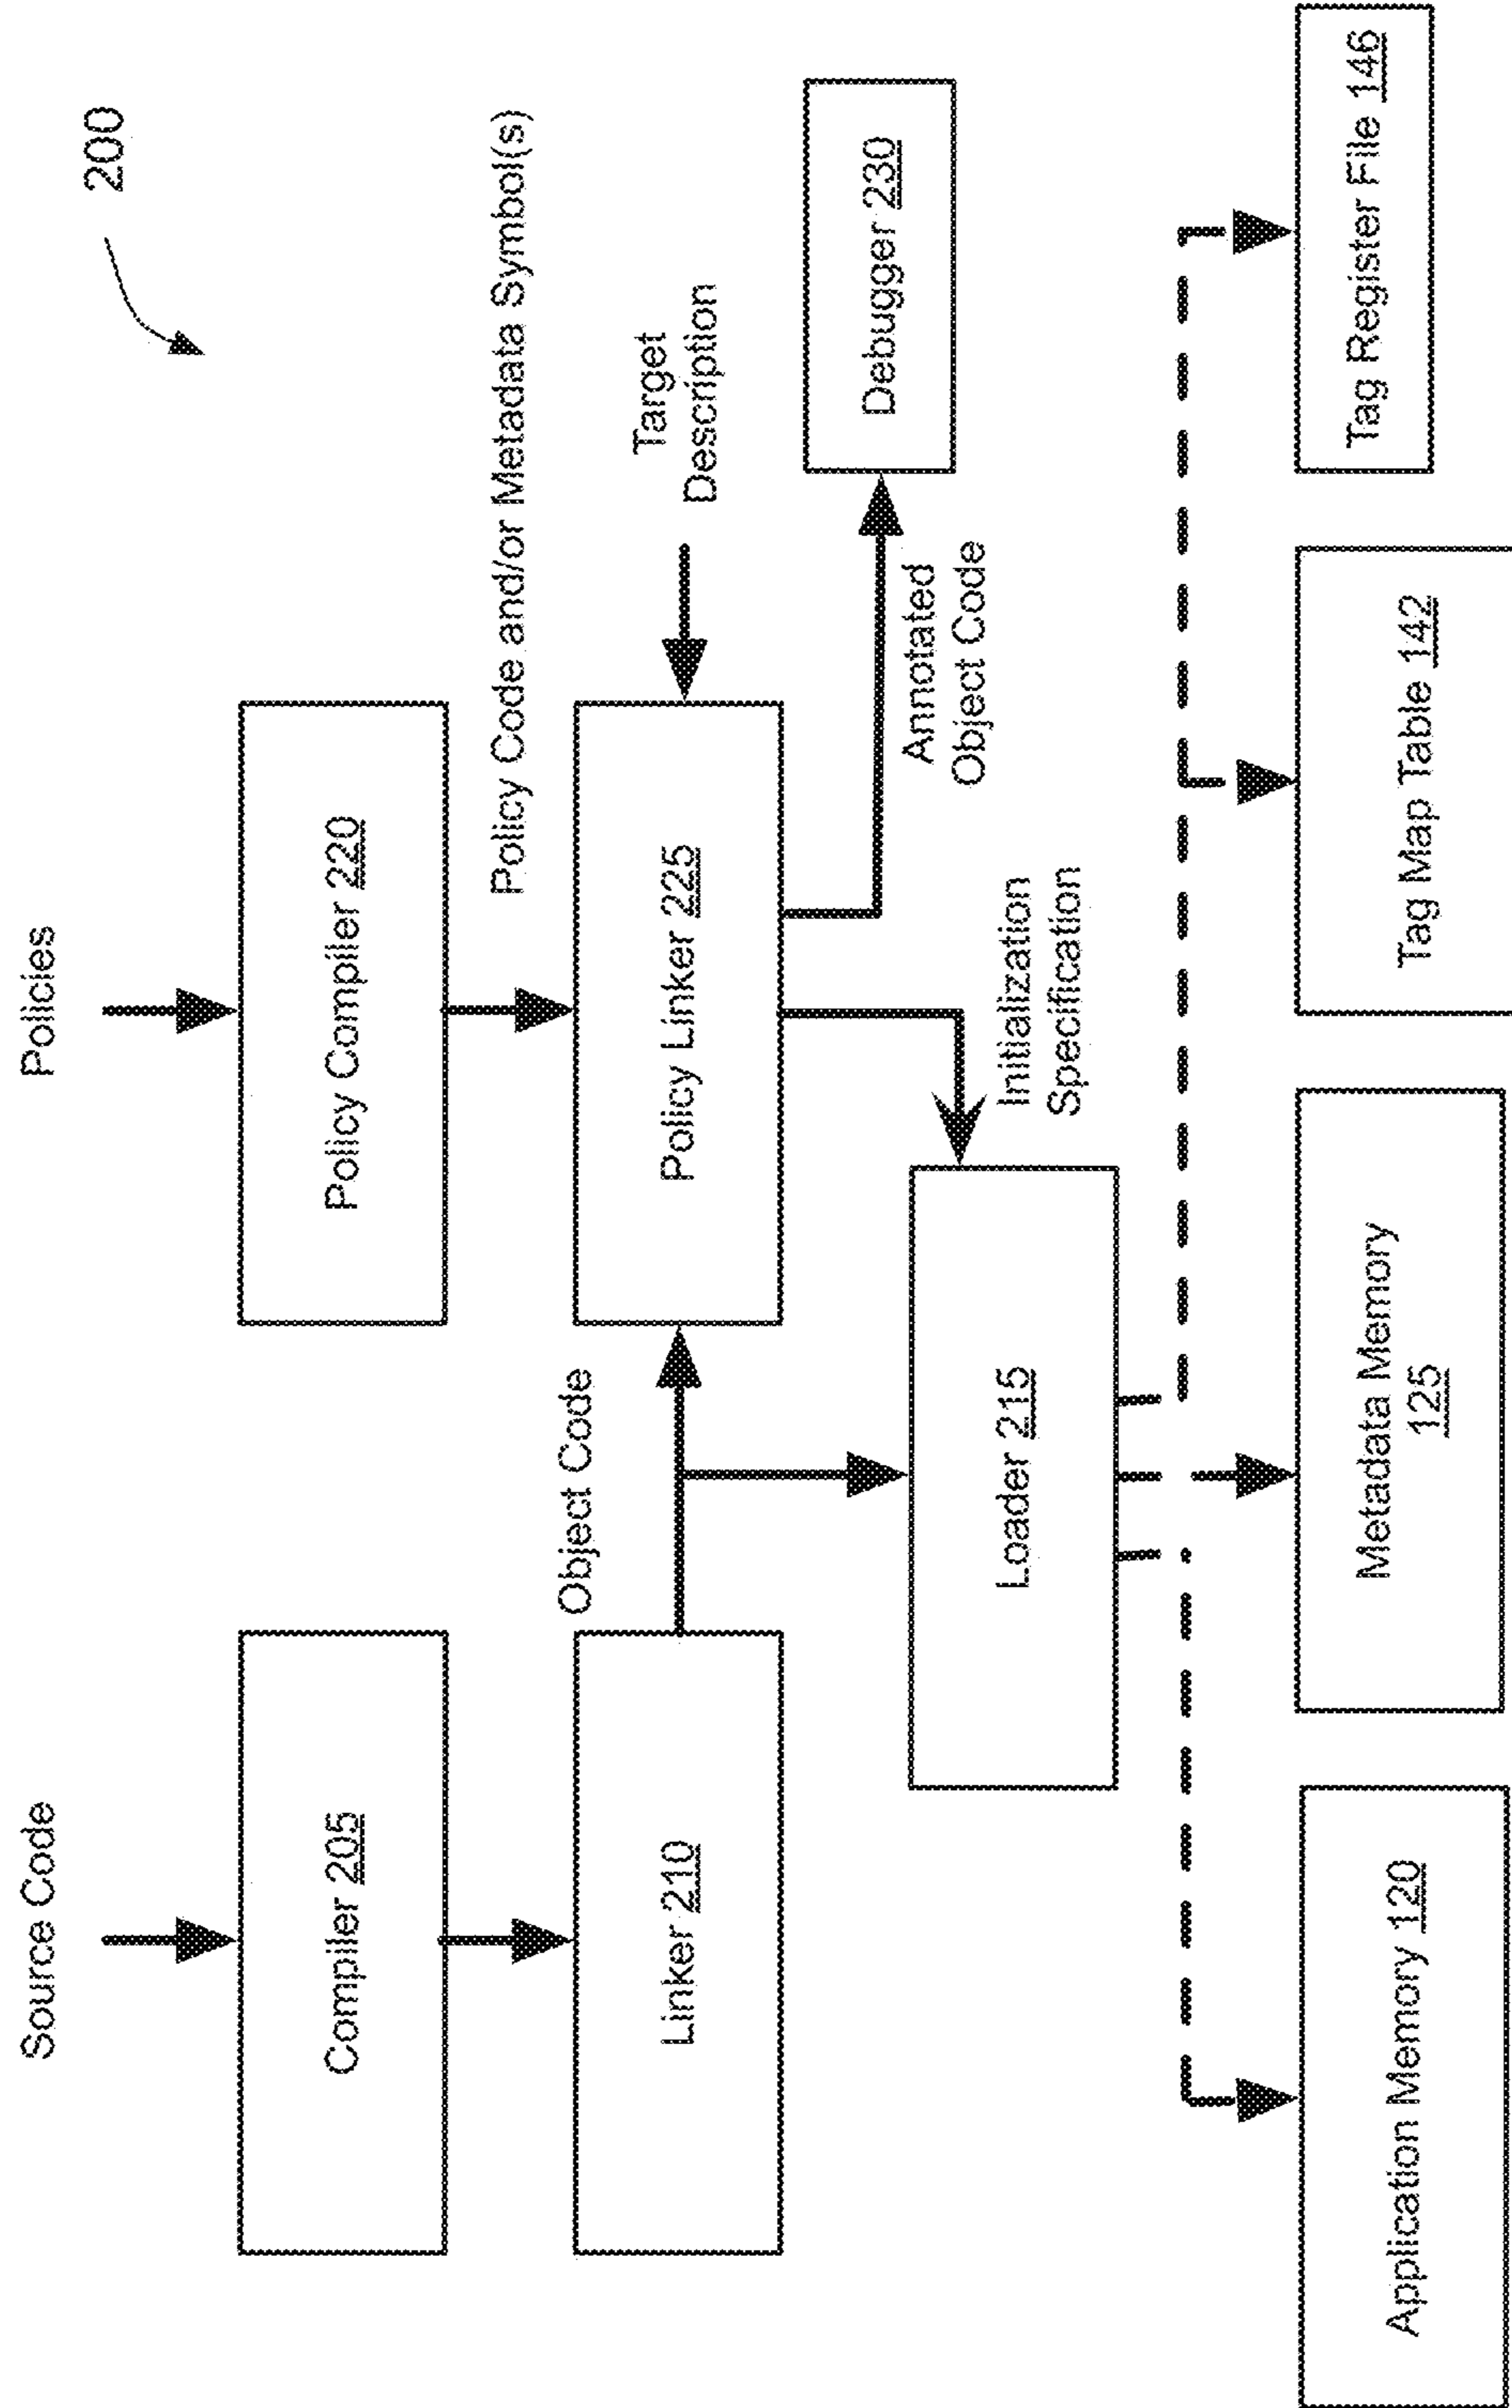 200
Source Code
Policies
Compiler 205
Policy Compiler 220
Policy Code and/or Metadata Symbol(s)
Linker 210
Object Code
Policy Linker 225
Target
Description
Loader 215
Initialization
Specification
Annotated
Object Code
Debugger 230
Application Memory 120
Metadata Memory
125
Tag Map Table 142
Tag Register File 146